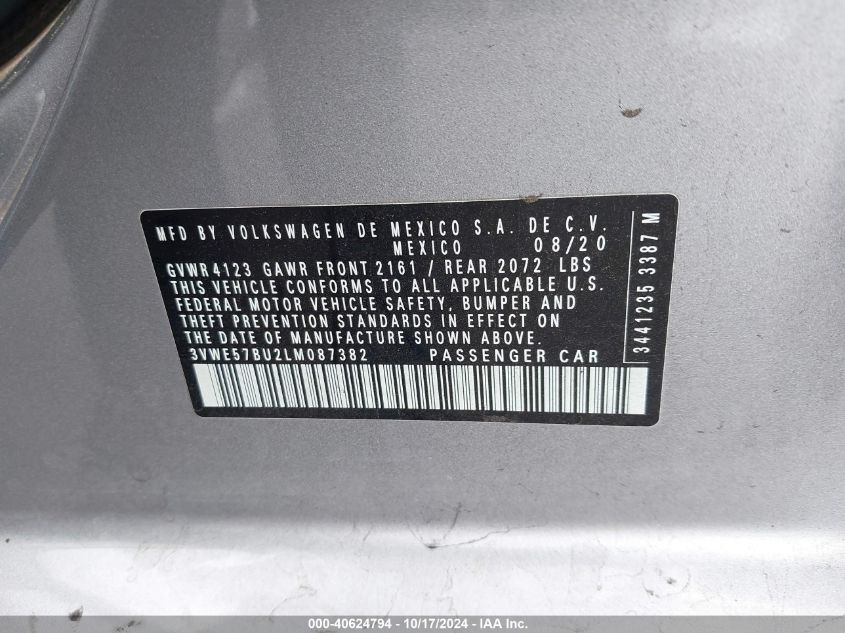 MFD BY VOLKSWAGEN DE MEXICO S.A. DE C.V.
MEXICO 08/20
GVWR 4123 GAWR FRONT 2161 / REAR 2072 LBS
THIS VEHICLE CONFORMS TO ALL APPLICABLE U.S.
FEDERAL MOTOR VEHICLE SAFETY, BUMPER AND
THEFT PREVENTION STANDARDS IN EFFECT ON
THE DATE OF MANUFACTURE SHOWN ABOVE.
3VWE57BU2LM087382 PASSENGER CAR
3441235 3387 M
000-40624794 - 10/17/2024 - IAA, Inc.